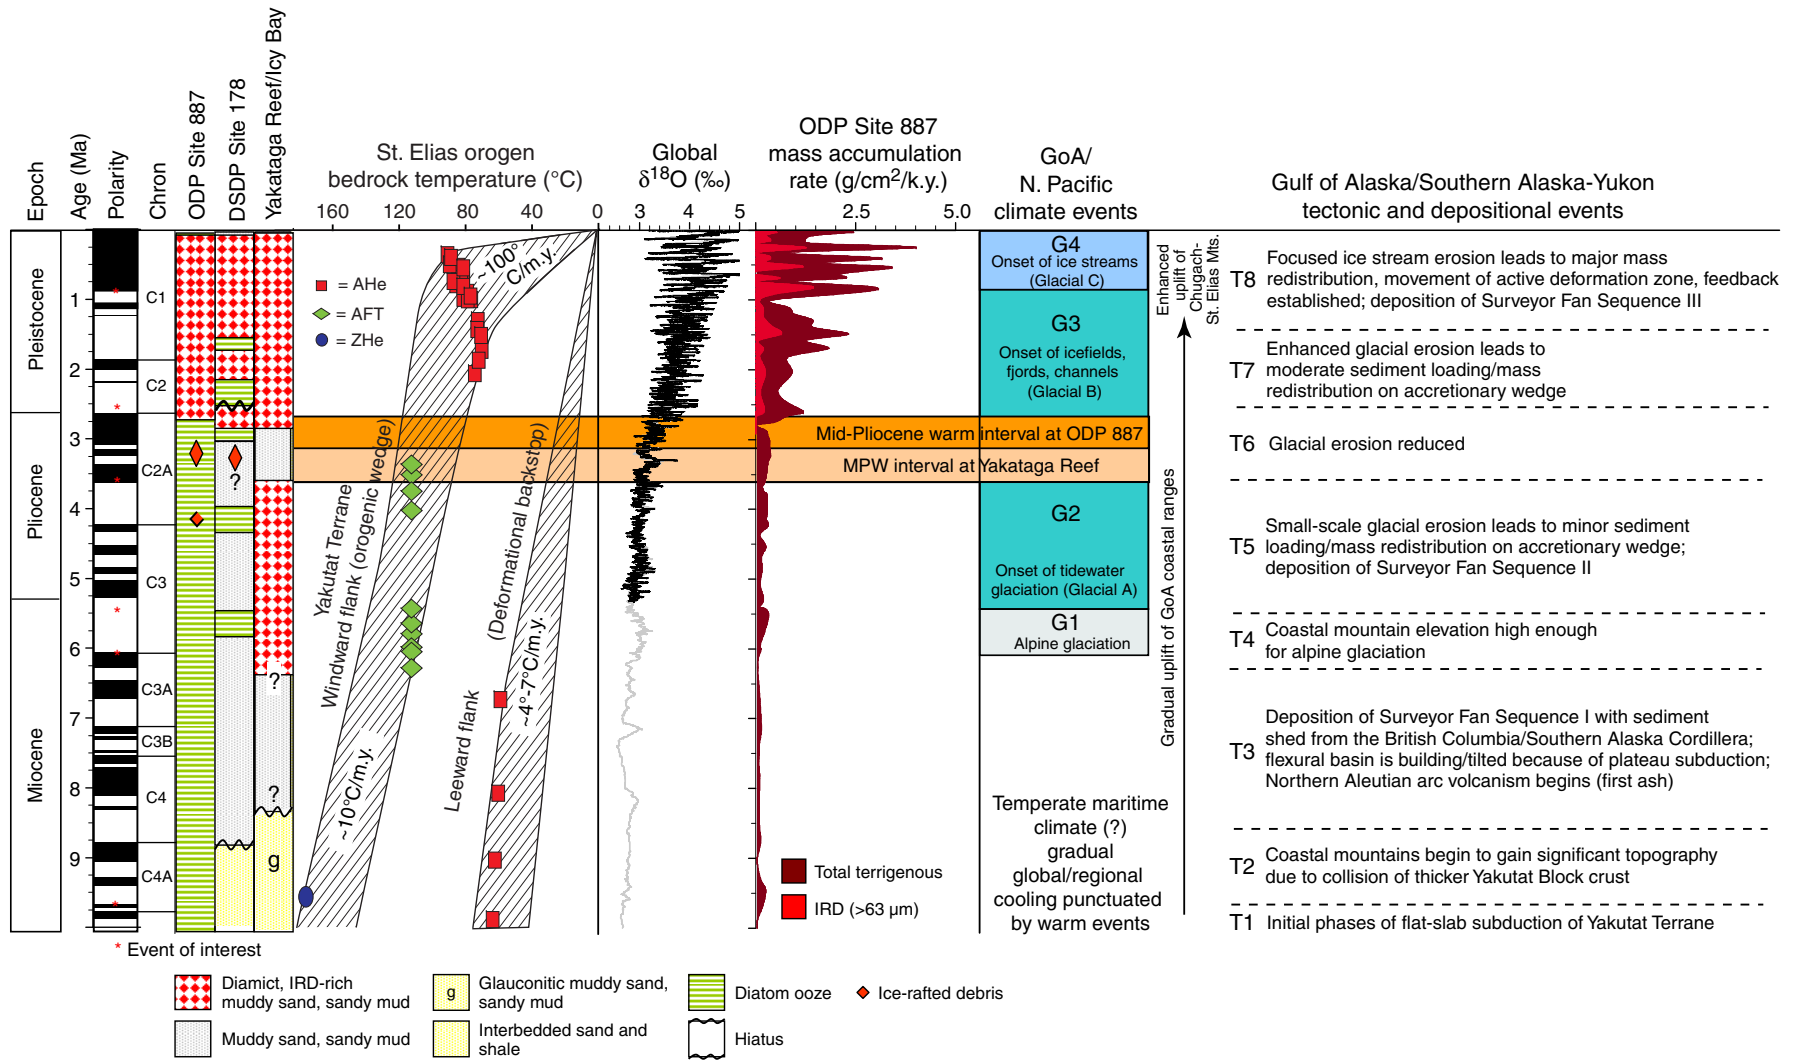 Epoch
Age (Ma)
Polarity
Chron
ODP Site 887
DSDP Site 178
Yakataga Reef/Icy Bay
St. Elias orogen
bedrock temperature (°C)
160 120 80 40 0
Global
δ18O (‰)
3 4 5
ODP Site 887
mass accumulation
rate (g/cm²/k.y.)
2.5 5.0
GoA/
N. Pacific
climate events
Gulf of Alaska/Southern Alaska-Yukon
tectonic and depositional events
Pleistocene
Pliocene
Miocene
1
2
3
4
5
6
7
8
9
C1
C2
C2A
C3
C3A
C3B
C4
C4A
*
*
*
*
*
*
?
?
?
g
= AHe
= AFT
= ZHe
~100°
C/m.y.
Yakutat Terrane
Windward flank (orogenic wedge)
~10°C/m.y.
Leeward flank
(Deformational backstop)
~4°-7°C/m.y.
Mid-Pliocene warm interval at ODP 887
MPW interval at Yakataga Reef
Total terrigenous
IRD (>63 µm)
G4
Onset of ice streams
(Glacial C)
G3
Onset of icefields,
fjords, channels
(Glacial B)
G2
Onset of tidewater
glaciation (Glacial A)
G1
Alpine glaciation
Temperate maritime
climate (?)
gradual
global/regional
cooling punctuated
by warm events
Enhanced
uplift of
Chugach-
St. Elias Mts.
Gradual uplift of GoA coastal ranges
T8
Focused ice stream erosion leads to major mass
redistribution, movement of active deformation zone, feedback
established; deposition of Surveyor Fan Sequence III
T7
Enhanced glacial erosion leads to
moderate sediment loading/mass
redistribution on accretionary wedge
T6 Glacial erosion reduced
T5
Small-scale glacial erosion leads to minor sediment
loading/mass redistribution on accretionary wedge;
deposition of Surveyor Fan Sequence II
T4
Coastal mountain elevation high enough
for alpine glaciation
T3
Deposition of Surveyor Fan Sequence I with sediment
shed from the British Columbia/Southern Alaska Cordillera;
flexural basin is building/tilted because of plateau subduction;
Northern Aleutian arc volcanism begins (first ash)
T2
Coastal mountains begin to gain significant topography
due to collision of thicker Yakutat Block crust
T1 Initial phases of flat-slab subduction of Yakutat Terrane
* Event of interest
Diamict, IRD-rich
muddy sand, sandy mud
g
Glauconitic muddy sand,
sandy mud
Diatom ooze
Ice-rafted debris
Muddy sand, sandy mud
Interbedded sand and
shale
Hiatus